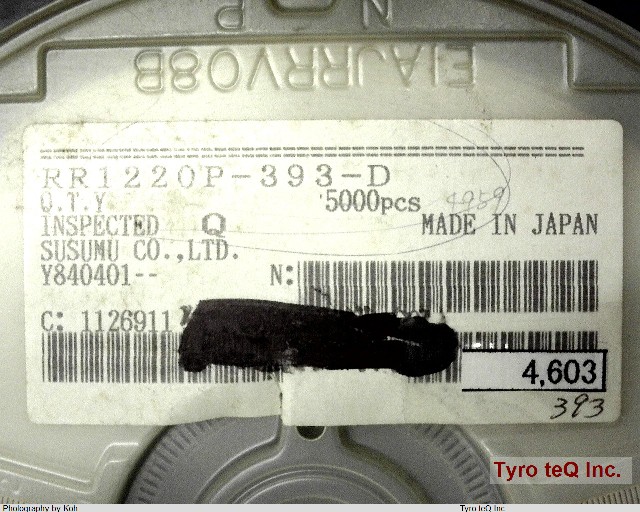 N P
EIAJRRV08B
RR1220P-393-D
Q.T.Y 5000pcs 4959
INSPECTED Q MADE IN JAPAN
SUSUMU CO.,LTD.
Y840401-- N:
C: 1126911
4,603
393
Tyro teQ Inc.
Photography by Koh Tyro teQ Inc